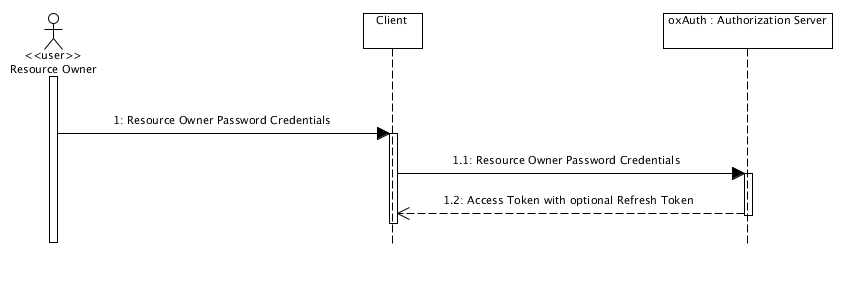 Client
oxAuth : Authorization Server
<<user>>
Resource Owner
1: Resource Owner Password Credentials
1.1: Resource Owner Password Credentials
1.2: Access Token with optional Refresh Token